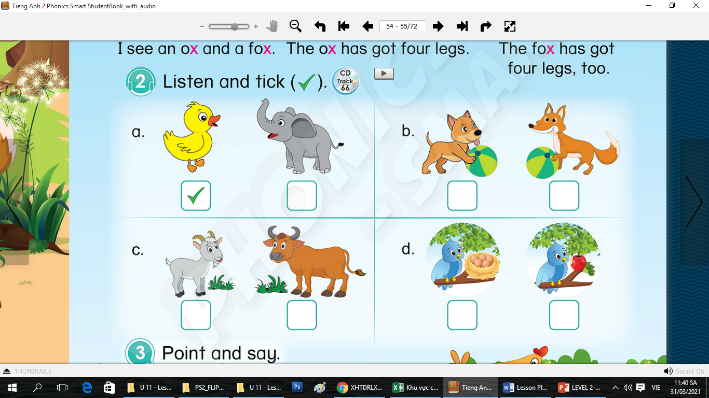 Tieng Anh 2 Phonics Smart StudentBook_with_audio
54 - 55/72
I see an ox and a fox. The ox has got four legs. The fox has got
four legs, too.
2 Listen and tick (✓). CD Track 66
a.
b.
c.
d.
3 Point and say.
THUMBNAILS
Sound On
U 11 - Les...
PS2_FLIP...
U 11 - Les...
XHTDRLX...
Khu vực c...
Tieng An...
Lesson Pl...
LEVEL 2-...
VIE
11:40 SA
31/03/2021